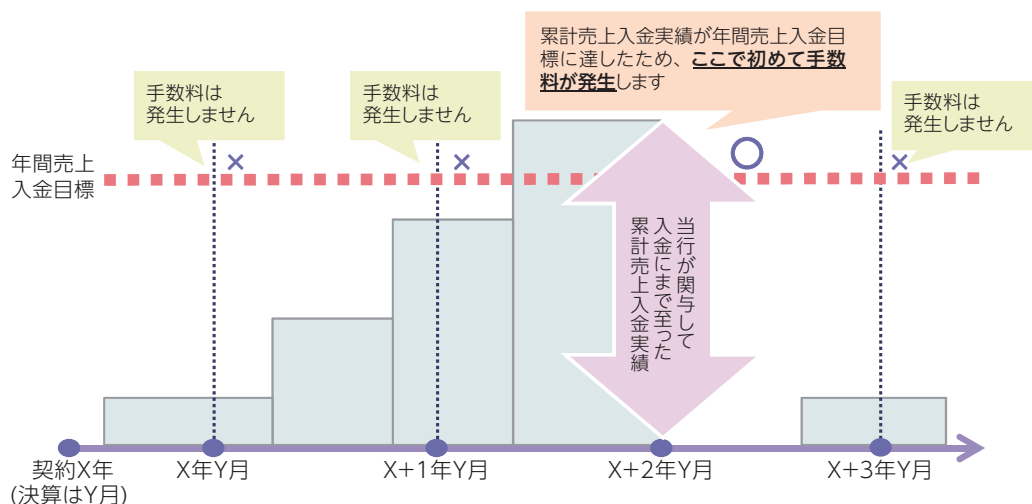 累計売上入金実績が年間売上入金目
標に達したため、ここで初めて手数
料が発生します
手数料は
発生しません
手数料は
発生しません
手数料は
発生しません
×
×
○
×
年間売上
入金目標
当行が関与して
入金にまで至った
累計売上入金実績
契約X年
(決算はY月)
X年Y月
X+1年Y月
X+2年Y月
X+3年Y月